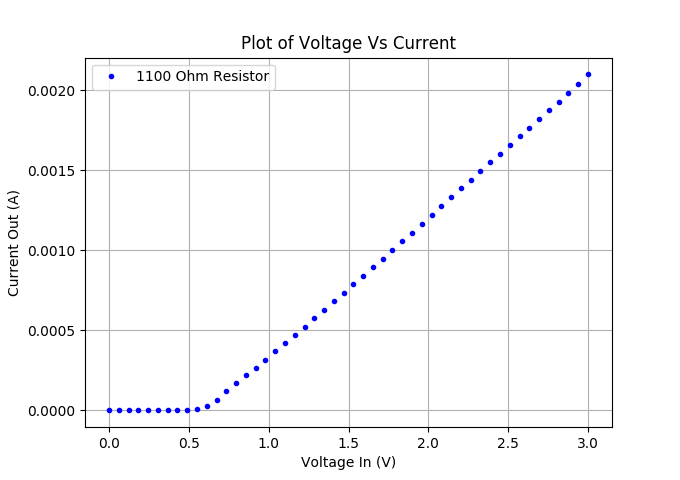 Plot of Voltage Vs Current
1100 Ohm Resistor
0.0020
0.0015
0.0010
0.0005
0.0000
Current Out (A)
0.0 0.5 1.0 1.5 2.0 2.5 3.0
Voltage In (V)